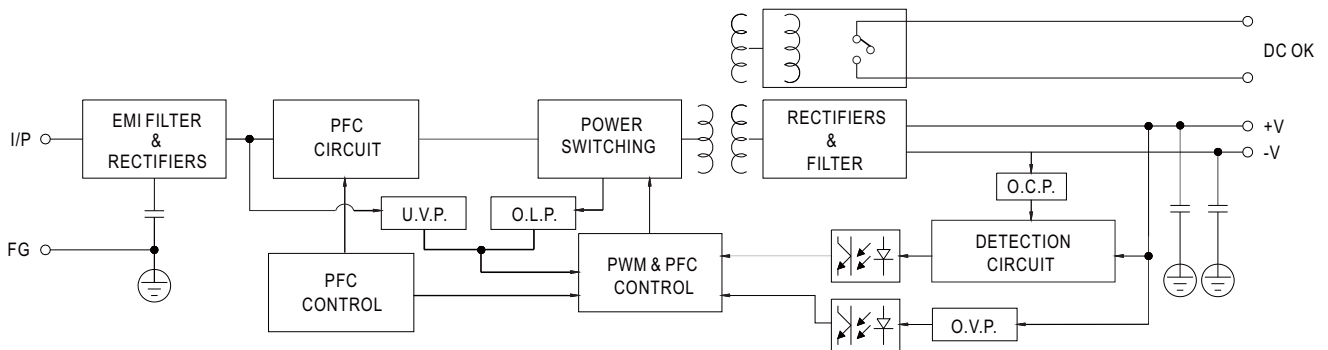 DC OK
I/P
EMI FILTER
&
RECTIFIERS
PFC
CIRCUIT
POWER
SWITCHING
RECTIFIERS
&
FILTER
+V
-V
U.V.P.
O.L.P.
O.C.P.
FG
PFC
CONTROL
PWM & PFC
CONTROL
DETECTION
CIRCUIT
O.V.P.